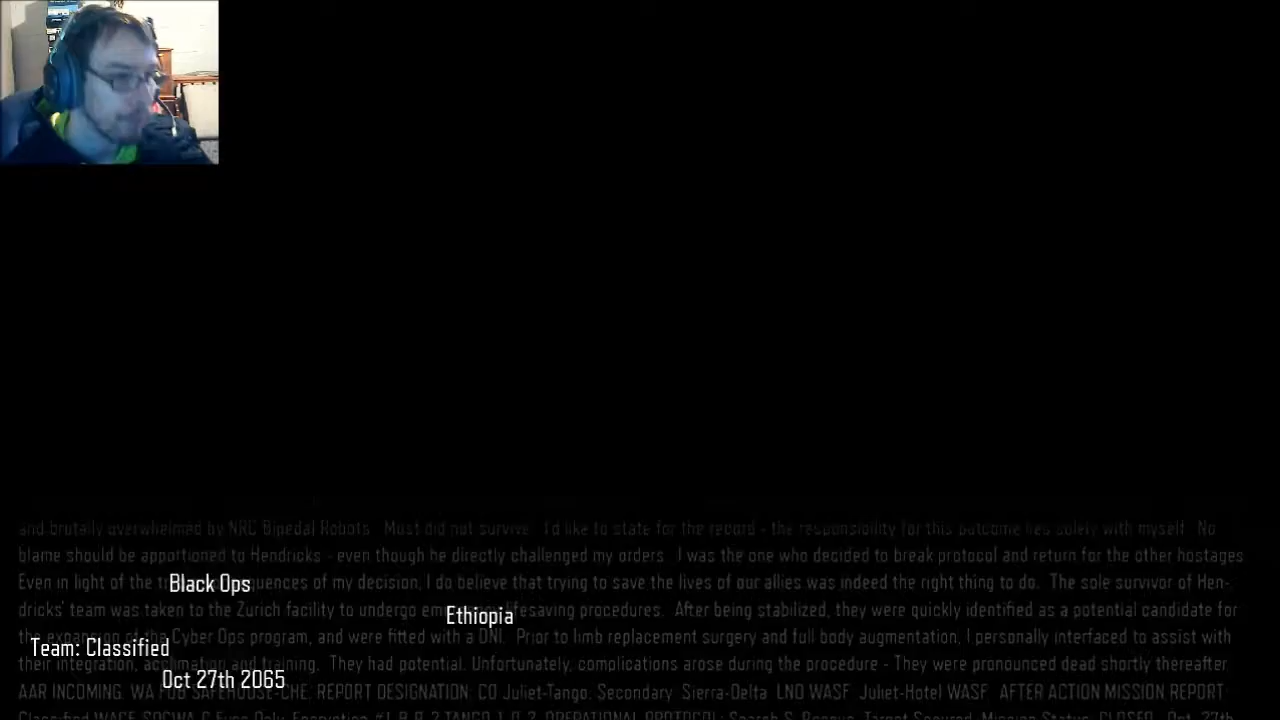 and brutally overwhelmed by NRC Bipedal Robots. Most did not survive. I'd like to state for the record - the responsibility for this outcome lies solely with myself. No
blame should be apportioned to Hendricks - even though he directly challenged my orders. I was the one who decided to break protocol and return for the other hostages
Even in light of the quences of my decision, I do believe that trying to save the lives of our allies was indeed the right thing to do. The sole survivor of Hen-
Black Ops
dricks' team was taken to the Zurich facility to undergo lifesaving procedures. After being stabilized, they were quickly identified as a potential candidate for
Ethiopia
the expansion of the Cyber Ops program, and were fitted with a DNI. Prior to limb replacement surgery and full body augmentation, I personally interfaced to assist with
Team: Classified
their integration, acclimation and training. They had potential. Unfortunately, complications arose during the procedure - They were pronounced dead shortly thereafter
Oct 27th 2065
AAR INCOMING. WA FOB SAFEHOUSE-CHE. REPORT DESIGNATION: CO Juliet-Tango, Secondary Sierra-Delta LNO WASF Juliet-Hotel WASF AFTER ACTION MISSION REPORT: